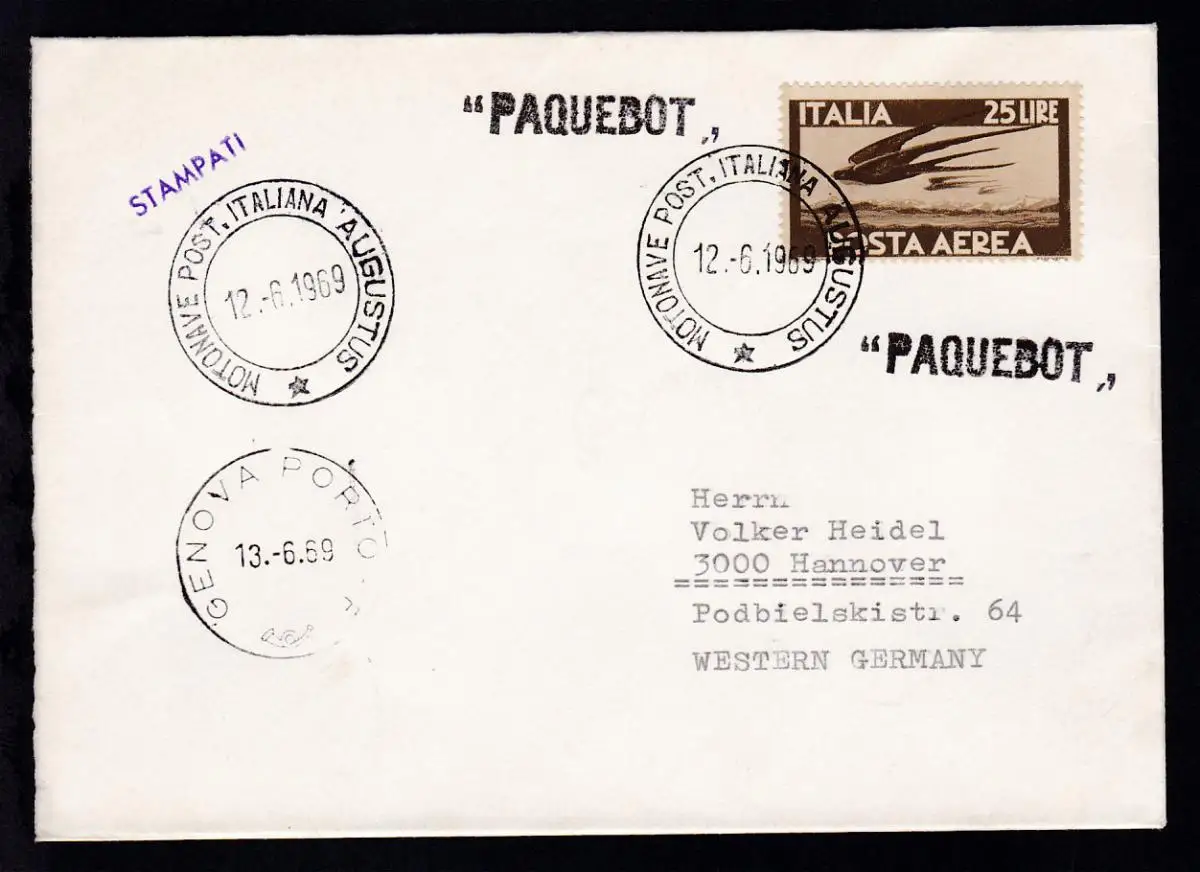 "PAQUEBOT„
STAMPATI
ITALIA 25 LIRE
POSTA AEREA
MOTONAVE POST. ITALIANA 'AUGUSTUS
12.-6.1969
MOTONAVE POST. ITALIANA AUGUSTUS
12.-6.1969
"PAQUEBOT„
GENOVA PORTO
13.-6.69
Herrn
Volker Heidel
3000 Hannover
================
Podbielskistr. 64
WESTERN GERMANY